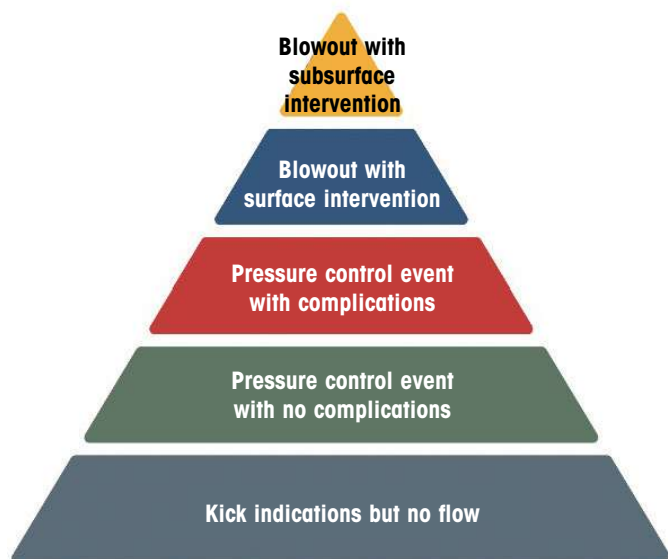 Blowout with
subsurface
intervention
Blowout with
surface intervention
Pressure control event
with complications
Pressure control event
with no complications
Kick indications but no flow